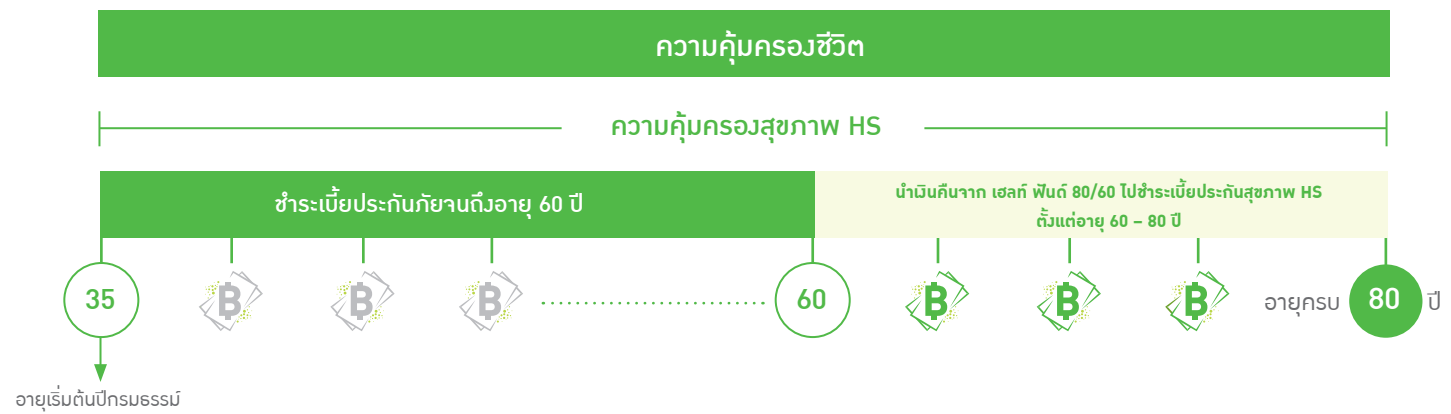 ความคุ้มครองชีวิต
ความคุ้มครองสุขภาพ HS
ชำระเบี้ยประกันภัยจนถึงอายุ 60 ปี
นำเงินคืนจาก เฮลท์ ฟันด์ 80/60 ไปชำระเบี้ยประกันสุขภาพ HS
ตั้งแต่อายุ 60 – 80 ปี
35 ฿ ฿ ฿ 60 ฿ ฿ ฿ อายุครบ 80 ปี
อายุเริ่มต้นปีกรมธรรม์